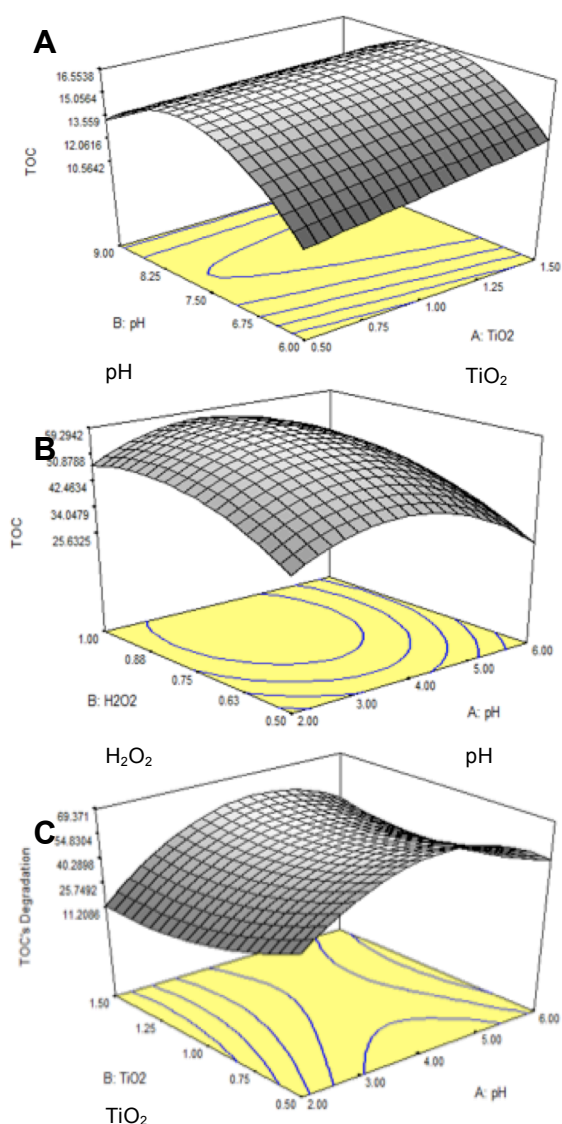 A
16.5538
15.0564
13.559
12.0616
10.5642
TOC
9.00
8.25
7.50
6.75
6.00
0.50
0.75
1.00
1.25
1.50
B: pH
A: TiO2
pH
TiO₂
B
59.2942
50.8788
42.4634
34.0479
25.6325
TOC
1.00
0.88
0.75
0.63
0.50
2.00
3.00
4.00
5.00
6.00
B: H2O2
A: pH
H₂O₂
pH
C
69.371
54.8304
40.2898
25.7492
11.2086
TOC's Degradation
1.50
1.25
1.00
0.75
0.50
2.00
3.00
4.00
5.00
6.00
B: TiO2
A: pH
TiO₂